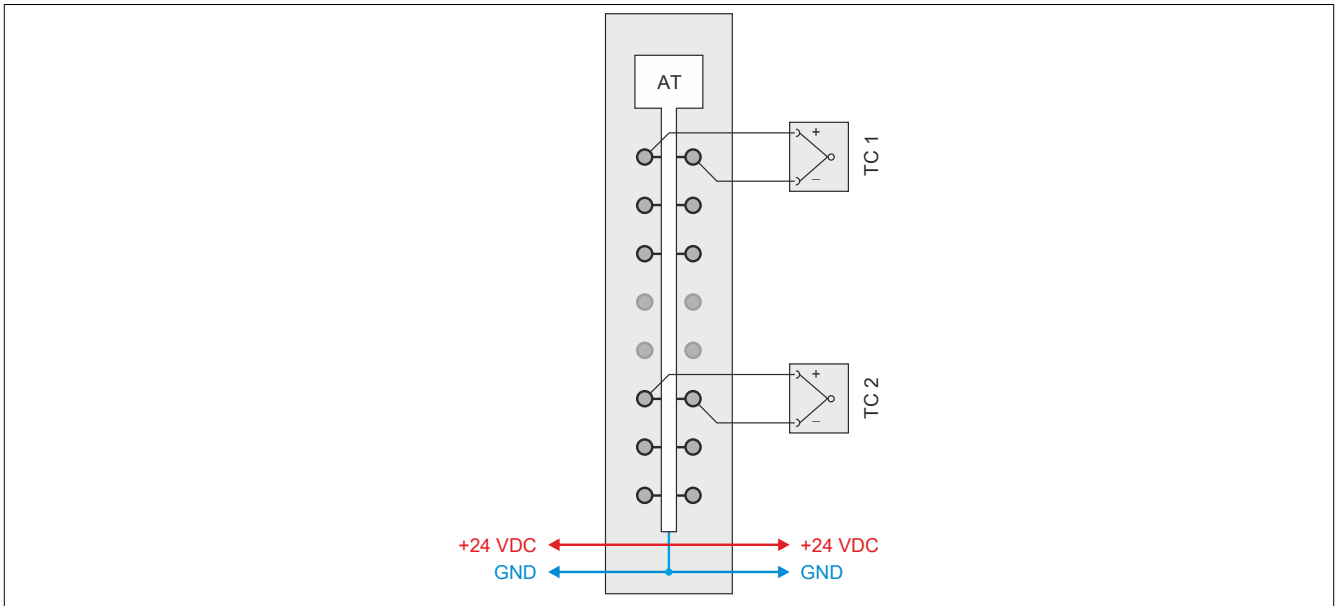 AT
+
−
TC 1
+
−
TC 2
+24 VDC +24 VDC
GND GND